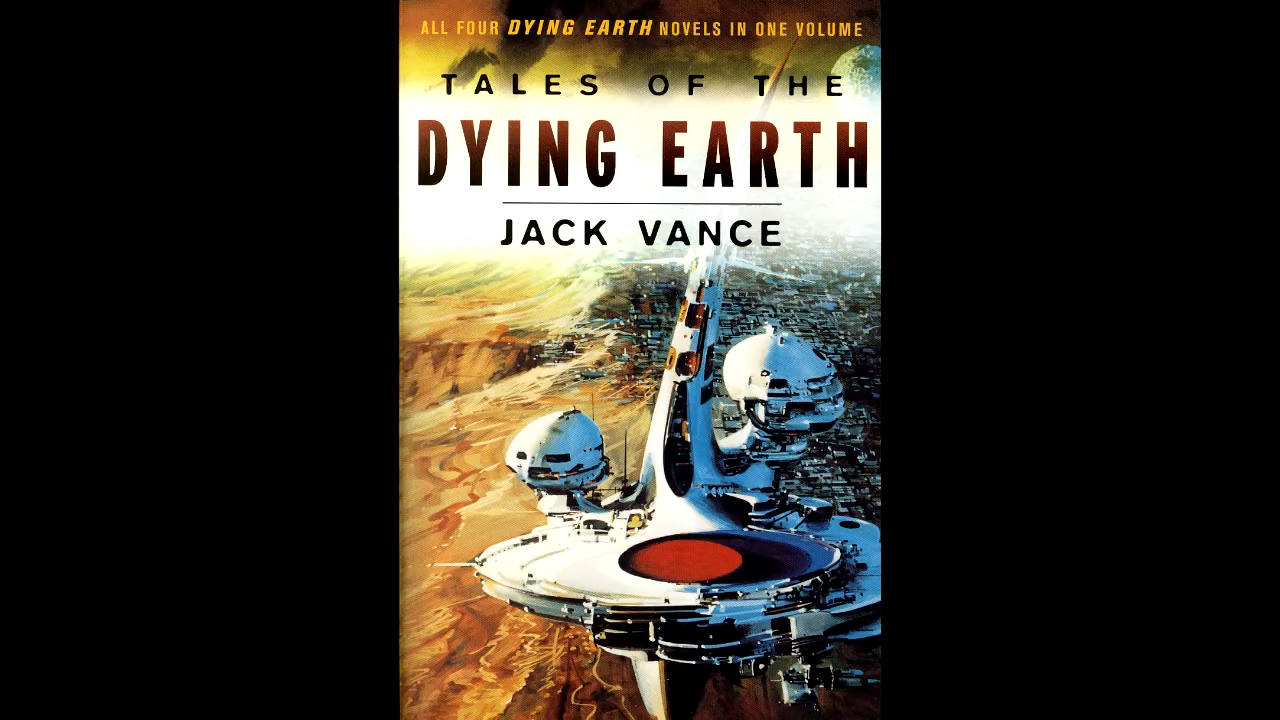 ALL FOUR DYING EARTH NOVELS IN ONE VOLUME
TALES OF THE
DYING EARTH
JACK VANCE